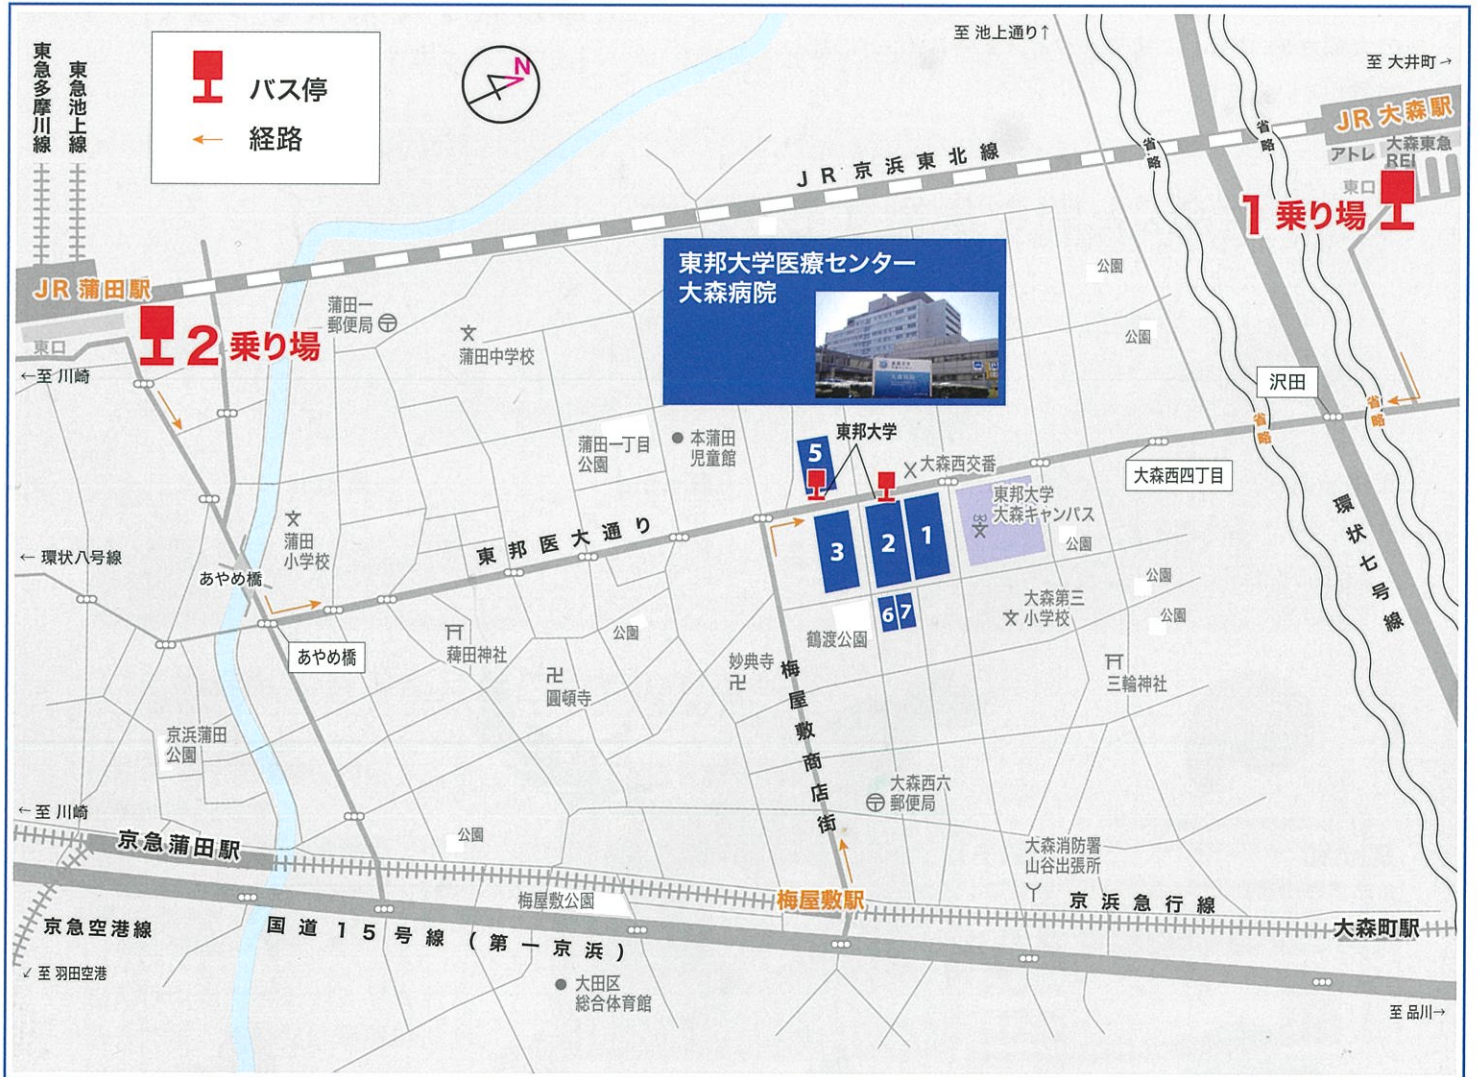 東急多摩川線
東急池上線
バス停
経路
N
至 池上通り↑
至 大井町→
JR 大森駅
アトレ
大森東急
REI
東口
1 乗り場
省略
省略
JR京浜東北線
JR 蒲田駅
東口
2 乗り場
←至 川崎
蒲田一
郵便局
蒲田中学校
東邦大学医療センター
大森病院
公園
公園
沢田
省略
省略
大森西四丁目
環状七号線
蒲田一丁目
公園
本蒲田
児童館
東邦大学
5
大森西交番
東邦大学
大森キャンパス
公園
3
2
1
6
7
公園
公園
大森第三
小学校
三輪神社
東邦医大通り
蒲田
小学校
← 環状八号線
あやめ橋
あやめ橋
薭田神社
圓頓寺
公園
妙典寺
鶴渡公園
梅屋敷商店街
京浜蒲田
公園
大森西六
郵便局
大森消防署
山谷出張所
←至 川崎
京急蒲田駅
公園
梅屋敷公園
梅屋敷駅
京浜急行線
大森町駅
京急空港線
国道15号線(第一京浜)
↙至 羽田空港
大田区
総合体育館
至 品川→